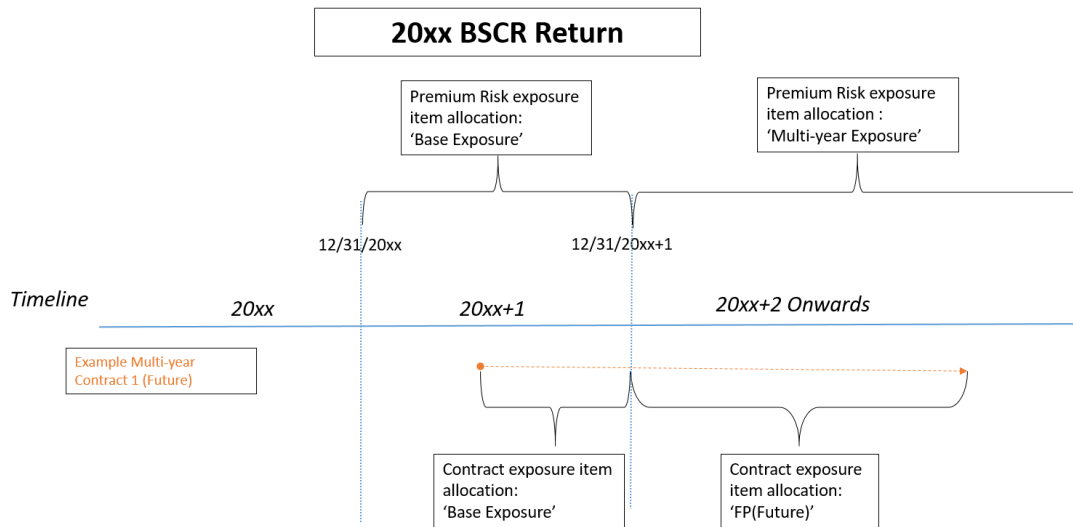 20xx BSCR Return
Premium Risk exposure
item allocation:
‘Base Exposure’
Premium Risk exposure
item allocation :
‘Multi-year Exposure’
12/31/20xx
12/31/20xx+1
Timeline
20xx
20xx+1
20xx+2 Onwards
Example Multi-year
Contract 1 (Future)
Contract exposure item
allocation:
‘Base Exposure’
Contract exposure
item allocation:
‘FP(Future)’